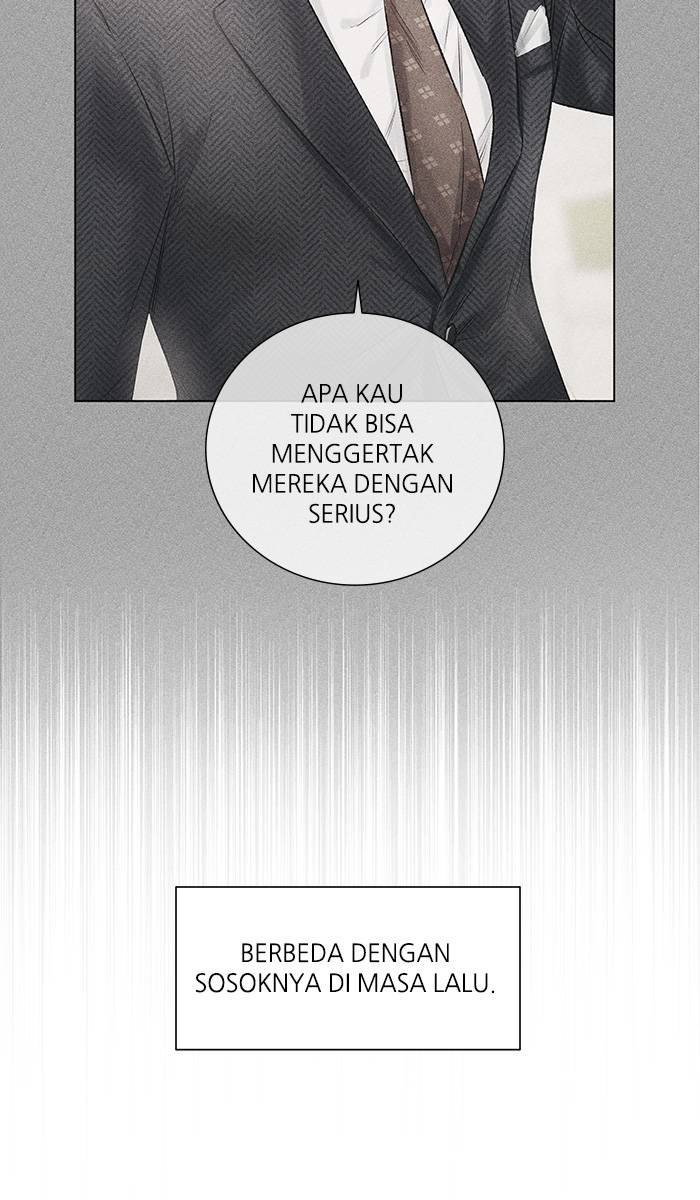 APA KAU
TIDAK BISA
MENGGERTAK
MEREKA DENGAN
SERIUS?
BERBEDA DENGAN
SOSOKNYA DI MASA LALU.